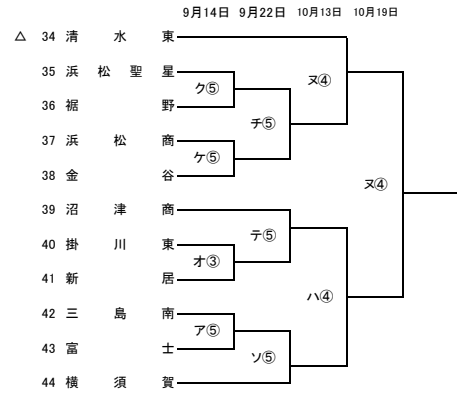 9月14日 9月22日 10月13日 10月19日
△ 34 清水東
35 浜松聖星
ク⑤
ヌ④
36 裾野
チ⑤
37 浜松商
ケ⑤
38 金谷
ヌ④
39 沼津商
テ⑤
40 掛川東
オ③
41 新居
ハ④
42 三島南
ア⑤
43 富士
ソ⑤
44 横須賀